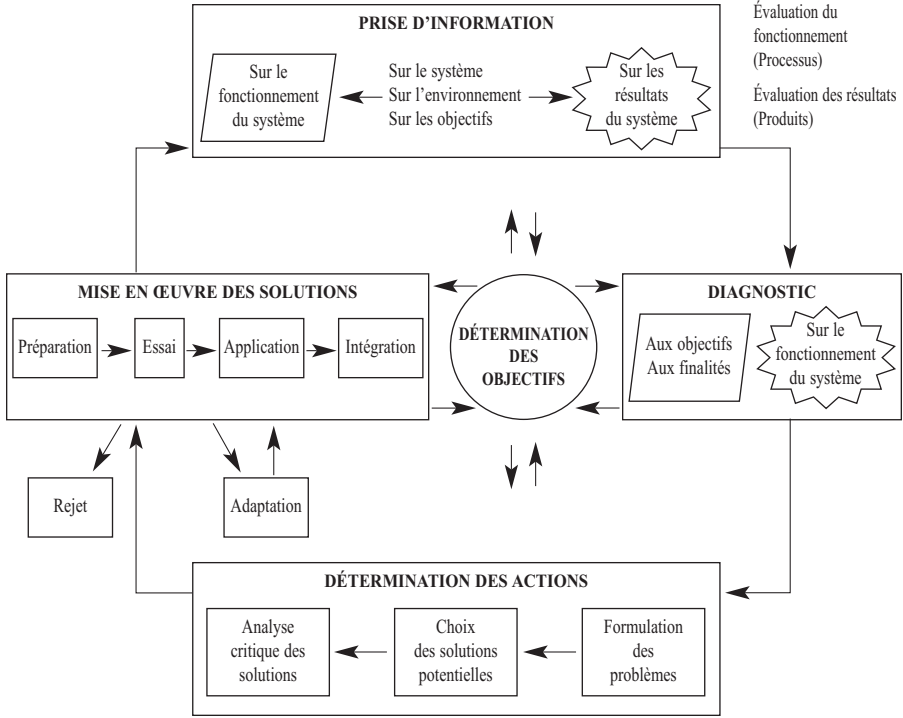 PRISE D'INFORMATION
Sur le
fonctionnement
du système
Sur le système
Sur l'environnement
Sur les objectifs
Sur les
résultats
du système
Évaluation du
fonctionnement
(Processus)
Évaluation des résultats
(Produits)
MISE EN ŒUVRE DES SOLUTIONS
Préparation
Essai
Application
Intégration
Rejet
Adaptation
DÉTERMINATION
DES
OBJECTIFS
DIAGNOSTIC
Aux objectifs
Aux finalités
Sur le
fonctionnement
du système
DÉTERMINATION DES ACTIONS
Analyse
critique des
solutions
Choix
des solutions
potentielles
Formulation
des
problèmes